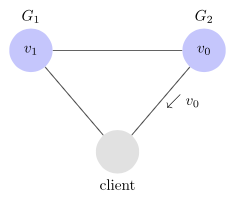 G₁ G₂
v₁ v₀
v₀
client